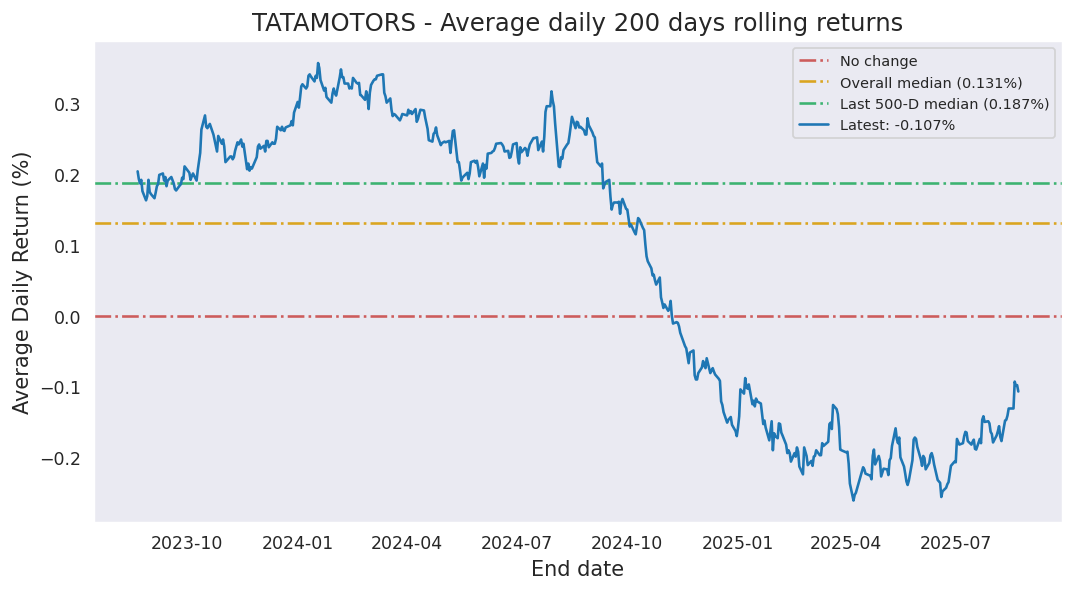 TATAMOTORS - Average daily 200 days rolling returns
No change
Overall median (0.131%)
Last 500-D median (0.187%)
Latest: -0.107%
Average Daily Return (%)
0.3
0.2
0.1
0.0
−0.1
−0.2
2023-10 2024-01 2024-04 2024-07 2024-10 2025-01 2025-04 2025-07
End date